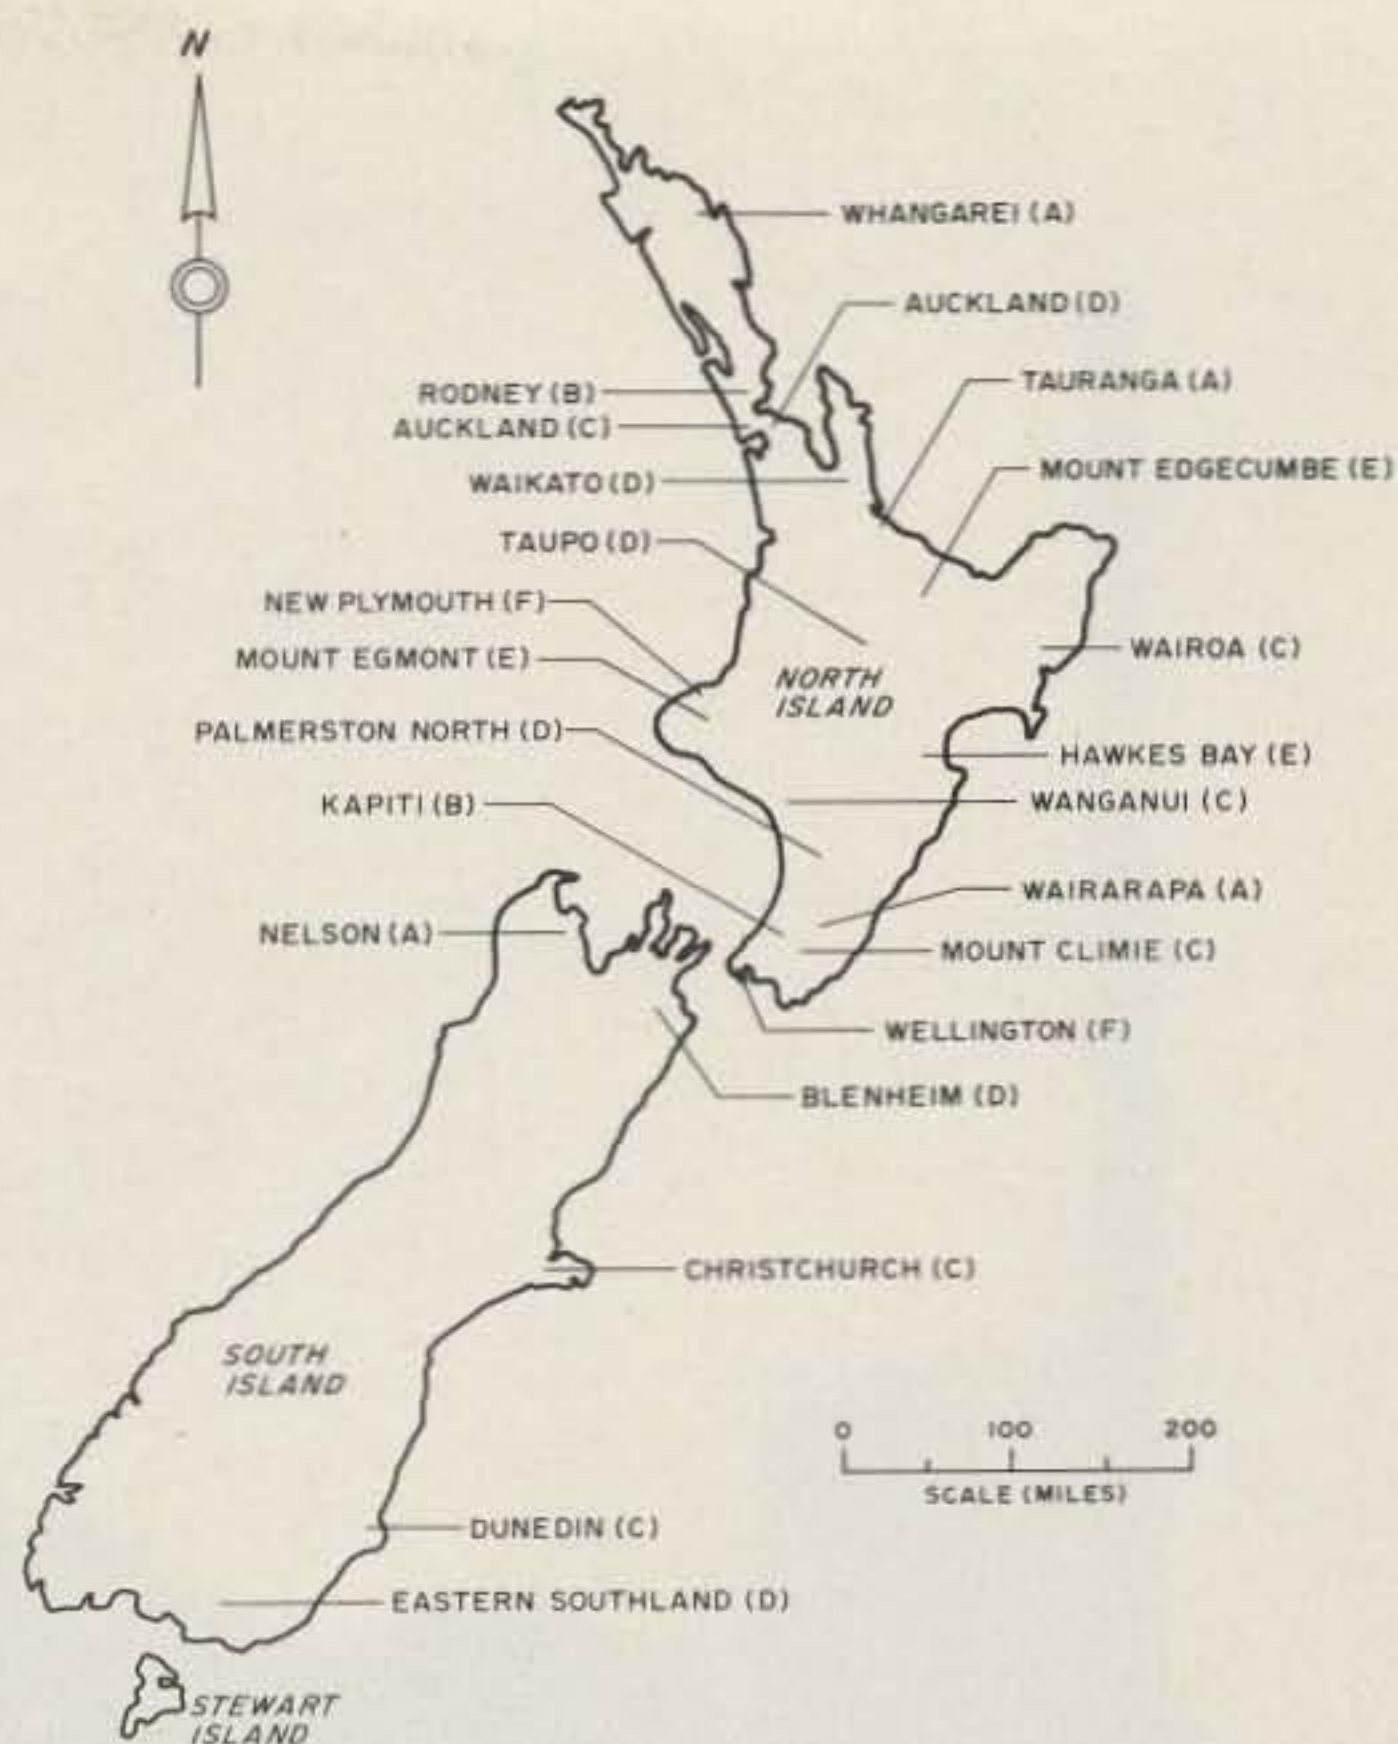 N
WHANGAREI (A)
AUCKLAND (D)
TAURANGA (A)
RODNEY (B)
AUCKLAND (C)
MOUNT EDGECUMBE (E)
WAIKATO (D)
TAUPO (D)
NEW PLYMOUTH (F)
WAIROA (C)
MOUNT EGMONT (E)
NORTH
ISLAND
PALMERSTON NORTH (D)
HAWKES BAY (E)
KAPITI (B)
WANGANUI (C)
WAIRARAPA (A)
NELSON (A)
MOUNT CLIMIE (C)
WELLINGTON (F)
BLENHEIM (D)
CHRISTCHURCH (C)
SOUTH
ISLAND
0 100 200
SCALE (MILES)
DUNEDIN (C)
EASTERN SOUTHLAND (D)
STEWART
ISLAND